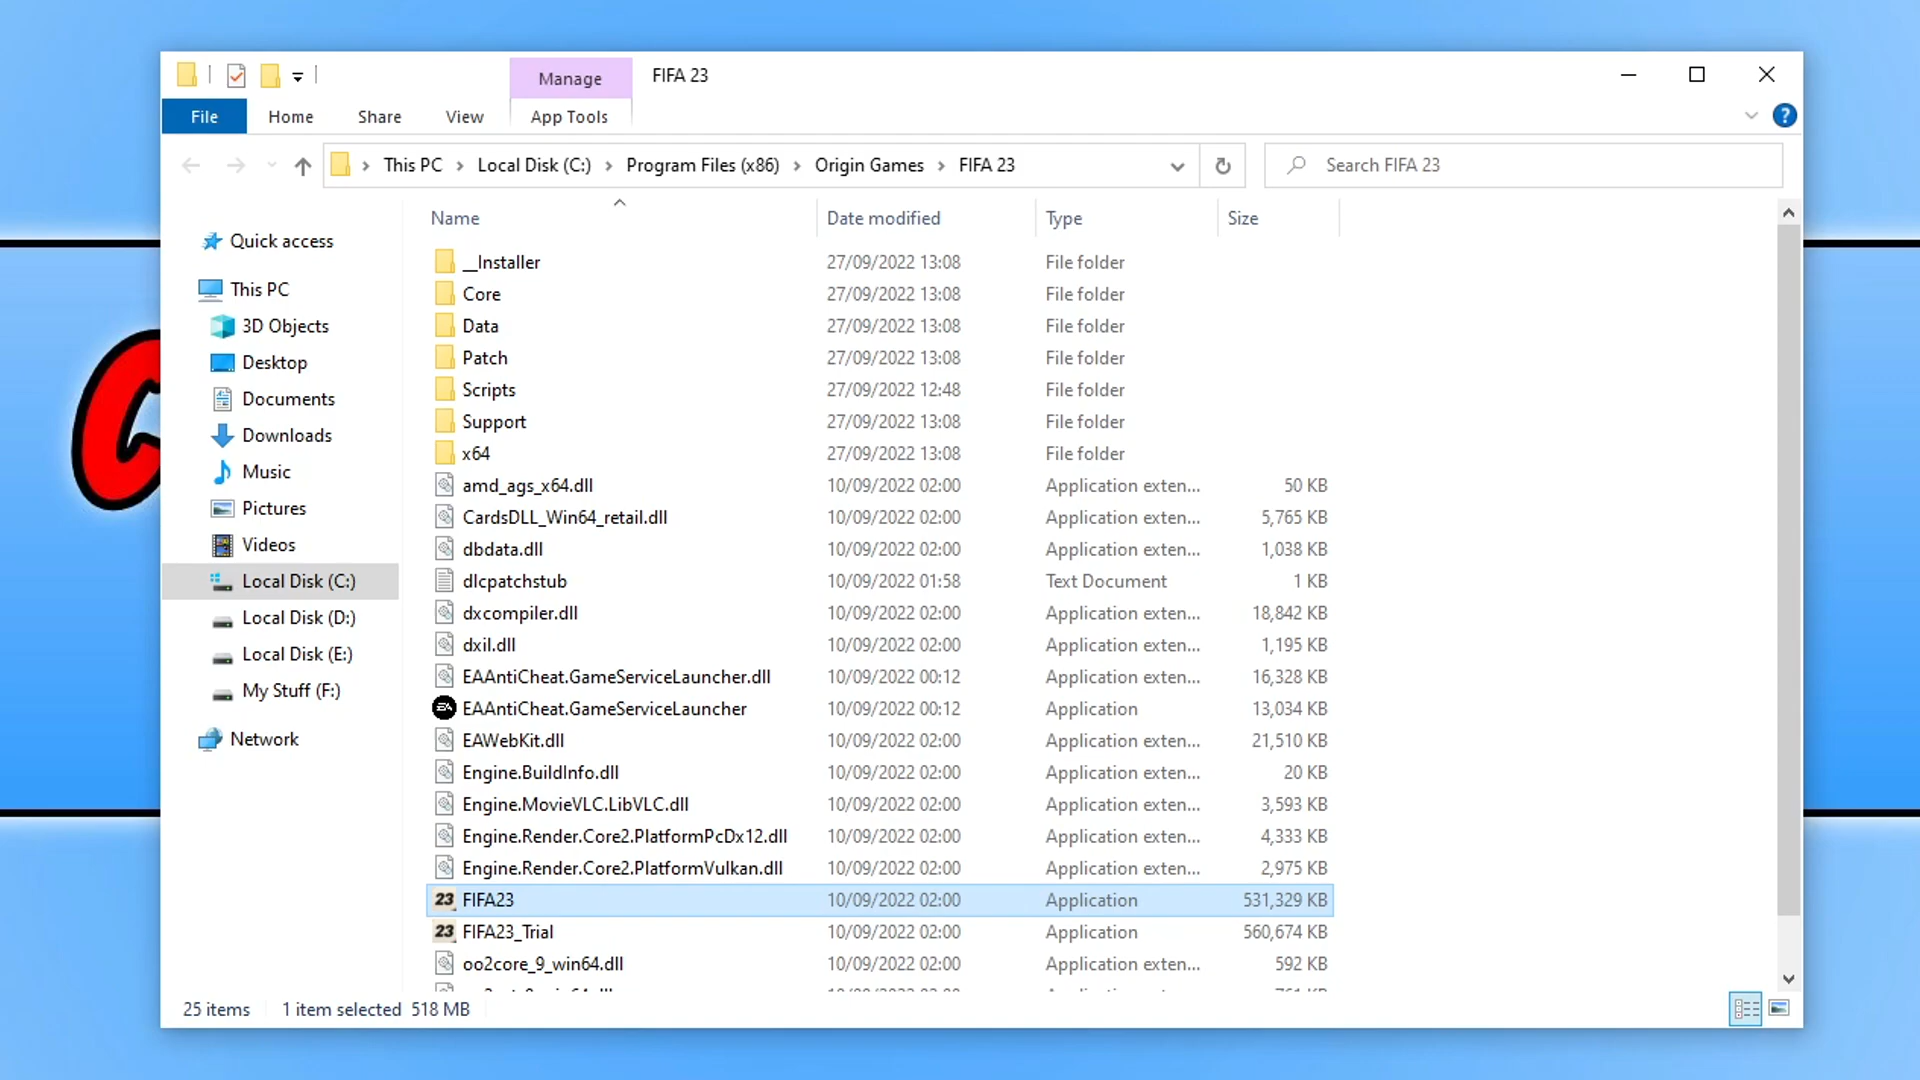 Manage
FIFA 23
File
Home
Share
View
App Tools
This PC
Local Disk (C:)
Program Files (x86)
Origin Games
FIFA 23
Search FIFA 23
Name
Date modified
Type
Size
Quick access
This PC
3D Objects
Desktop
Documents
Downloads
Music
Pictures
Videos
Local Disk (C:)
Local Disk (D:)
Local Disk (E:)
My Stuff (F:)
Network
__Installer 27/09/2022 13:08 File folder
Core 27/09/2022 13:08 File folder
Data 27/09/2022 13:08 File folder
Patch 27/09/2022 13:08 File folder
Scripts 27/09/2022 12:48 File folder
Support 27/09/2022 13:08 File folder
x64 27/09/2022 13:08 File folder
amd_ags_x64.dll 10/09/2022 02:00 Application exten... 50 KB
CardsDLL_Win64_retail.dll 10/09/2022 02:00 Application exten... 5,765 KB
dbdata.dll 10/09/2022 02:00 Application exten... 1,038 KB
dlcpatchstub 10/09/2022 01:58 Text Document 1 KB
dxcompiler.dll 10/09/2022 02:00 Application exten... 18,842 KB
dxil.dll 10/09/2022 02:00 Application exten... 1,195 KB
EAAntiCheat.GameServiceLauncher.dll 10/09/2022 00:12 Application exten... 16,328 KB
EAAntiCheat.GameServiceLauncher 10/09/2022 00:12 Application 13,034 KB
EAWebKit.dll 10/09/2022 02:00 Application exten... 21,510 KB
Engine.BuildInfo.dll 10/09/2022 02:00 Application exten... 20 KB
Engine.MovieVLC.LibVLC.dll 10/09/2022 02:00 Application exten... 3,593 KB
Engine.Render.Core2.PlatformPcDx12.dll 10/09/2022 02:00 Application exten... 4,333 KB
Engine.Render.Core2.PlatformVulkan.dll 10/09/2022 02:00 Application exten... 2,975 KB
23 FIFA23 10/09/2022 02:00 Application 531,329 KB
23 FIFA23_Trial 10/09/2022 02:00 Application 560,674 KB
oo2core_9_win64.dll 10/09/2022 02:00 Application exten... 592 KB
25 items
1 item selected 518 MB